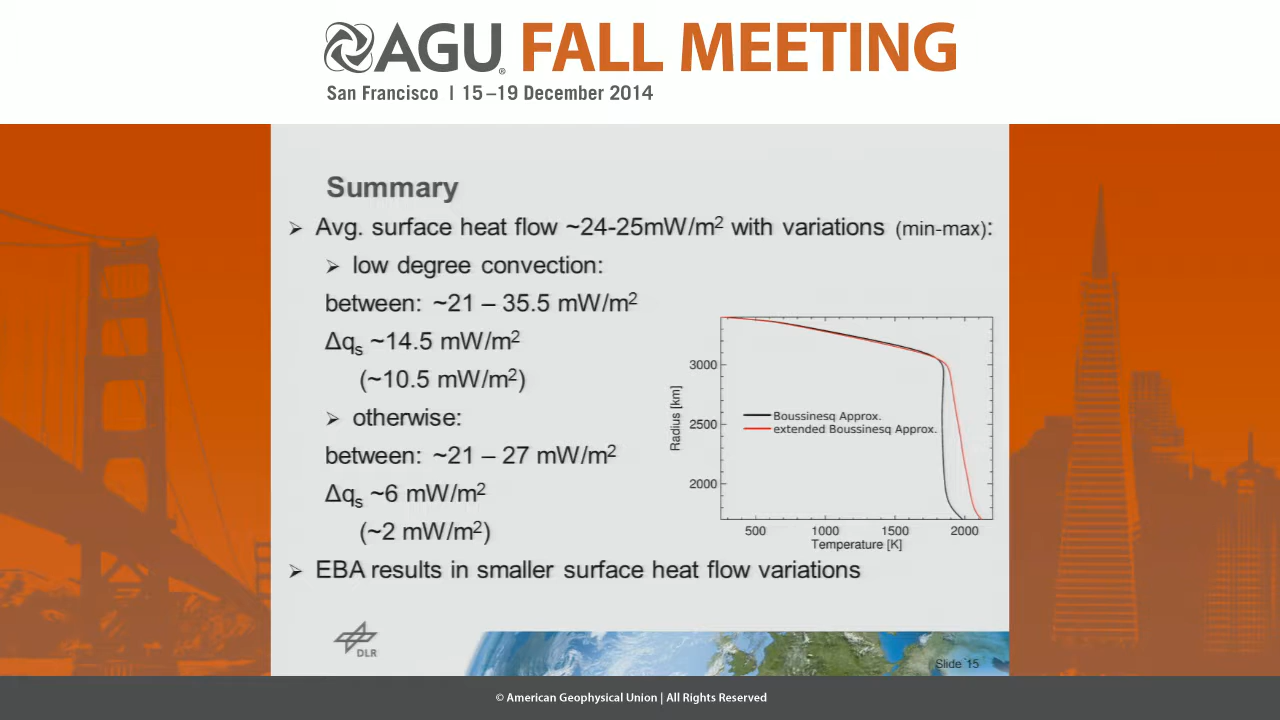 AGU FALL MEETING
San Francisco | 15–19 December 2014
Summary
➢ Avg. surface heat flow ~24-25mW/m² with variations (min-max):
➢ low degree convection:
between: ~21 – 35.5 mW/m²
Δqₛ ~14.5 mW/m²
(~10.5 mW/m²)
➢ otherwise:
between: ~21 – 27 mW/m²
Δqₛ ~6 mW/m²
(~2 mW/m²)
➢ EBA results in smaller surface heat flow variations
Radius [km]
3000
2500
2000
Boussinesq Approx.
extended Boussinesq Approx.
500 1000 1500 2000
Temperature [K]
DLR
Slide 15
© American Geophysical Union | All Rights Reserved